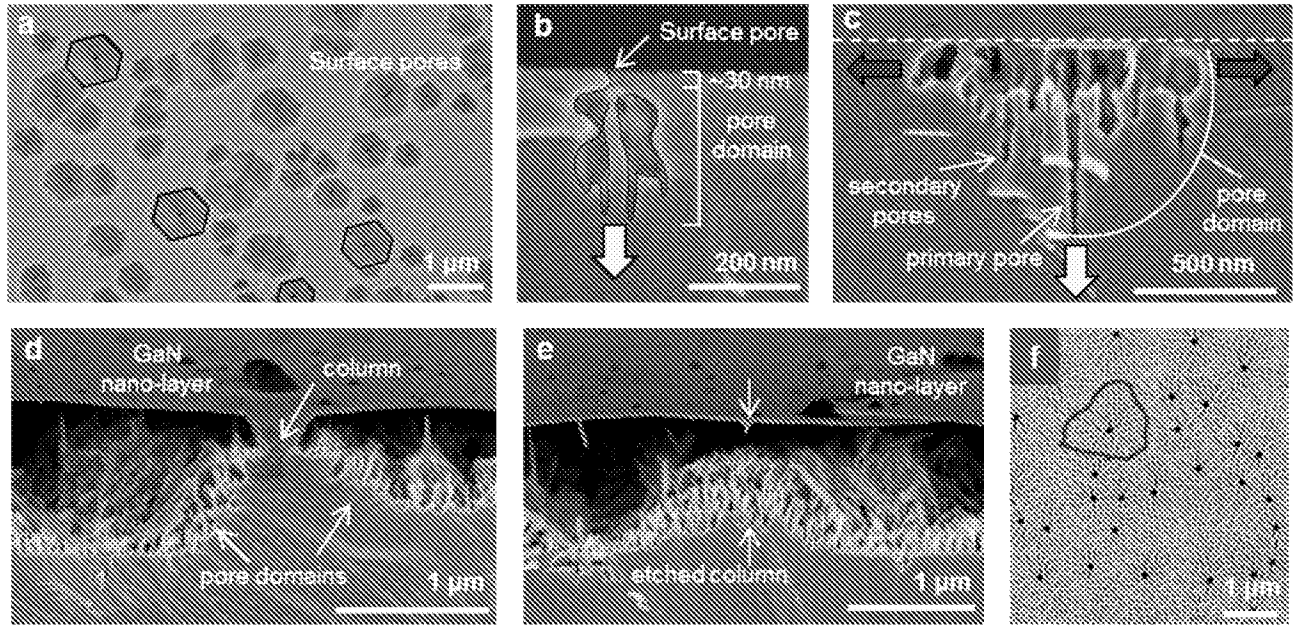 a
Surface pores
1 µm
b
Surface pore
~30 nm
pore
domain
200 nm
c
secondary
pores
primary pore
pore
domain
500 nm
d
GaN
nano-layer
column
pore domains
1 µm
e
GaN
nano-layer
etched column
1 µm
f
1 µm